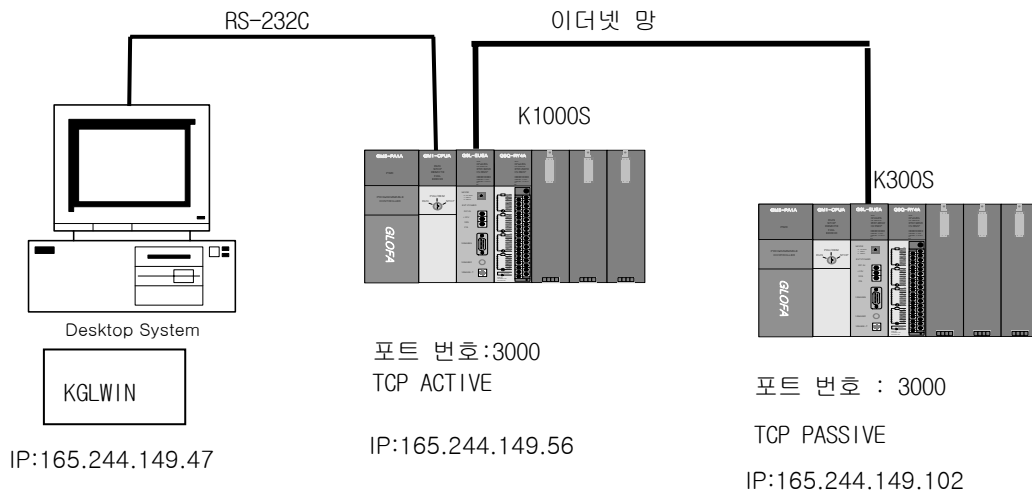 RS-232C
이더넷 망
K1000S
K300S
GLOFA
GLOFA
Desktop System
KGLWIN
IP:165.244.149.47
포트 번호:3000
TCP ACTIVE
IP:165.244.149.56
포트 번호 : 3000
TCP PASSIVE
IP:165.244.149.102